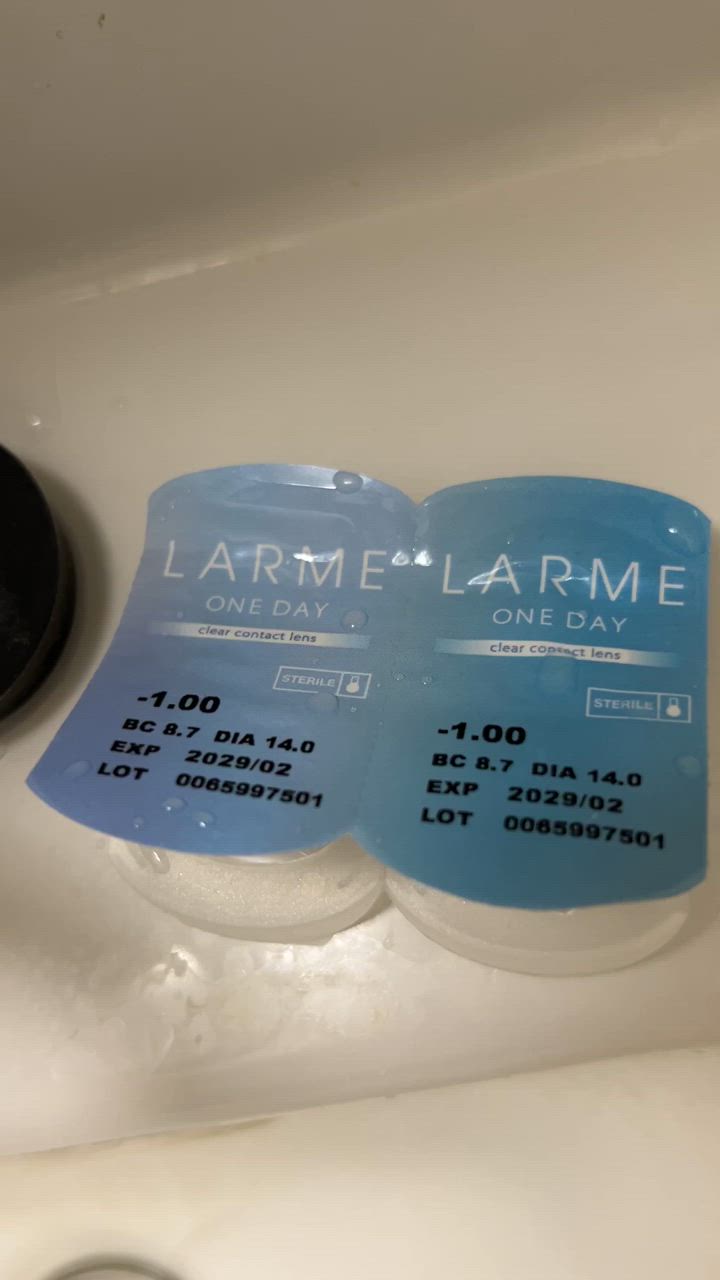 LARME
ONE DAY
clear contact lens
STERILE
-1.00
BC 8.7 DIA 14.0
EXP 2029/02
LOT 0065997501
LARME
ONE DAY
clear contact lens
STERILE
-1.00
BC 8.7 DIA 14.0
EXP 2029/02
LOT 0065997501